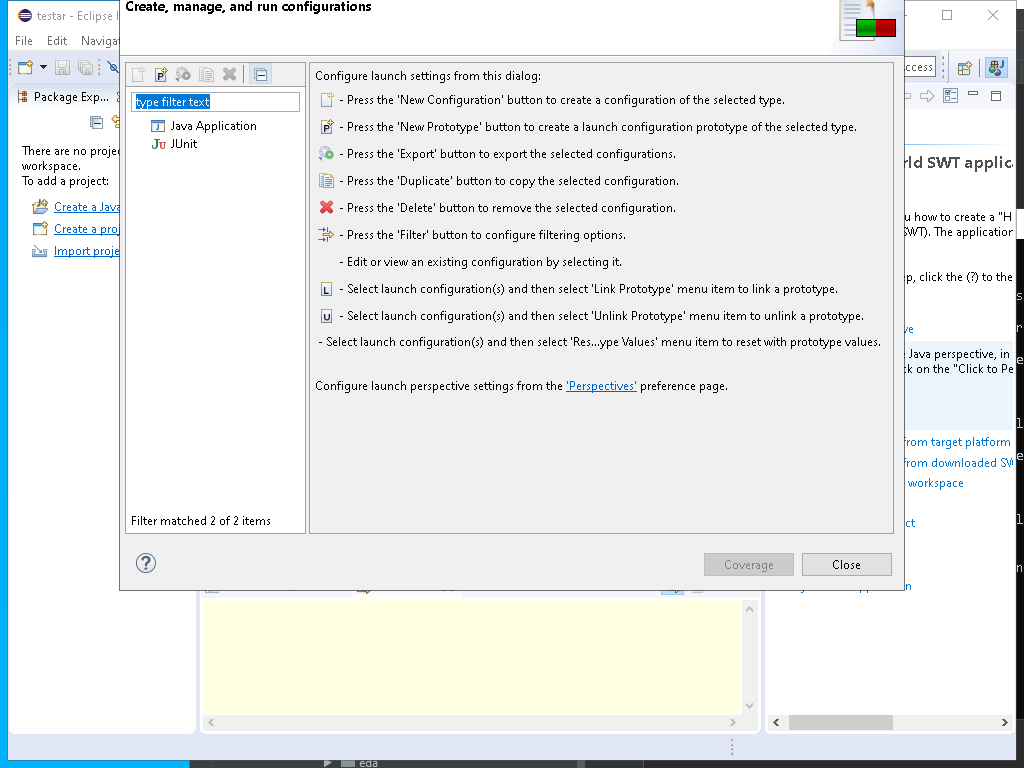 Create, manage, and run configurations
testar - Eclipse I
File Edit Naviga
type filter text
Java Application
Ju JUnit
Filter matched 2 of 2 items
Configure launch settings from this dialog:
- Press the 'New Configuration' button to create a configuration of the selected type.
P - Press the 'New Prototype' button to create a launch configuration prototype of the selected type.
- Press the 'Export' button to export the selected configurations.
- Press the 'Duplicate' button to copy the selected configuration.
- Press the 'Delete' button to remove the selected configuration.
- Press the 'Filter' button to configure filtering options.
- Edit or view an existing configuration by selecting it.
L - Select launch configuration(s) and then select 'Link Prototype' menu item to link a prototype.
U - Select launch configuration(s) and then select 'Unlink Prototype' menu item to unlink a prototype.
- Select launch configuration(s) and then select 'Res...ype Values' menu item to reset with prototype values.
Configure launch perspective settings from the 'Perspectives' preference page.
Coverage Close
Package Exp...
There are no proje
workspace.
To add a project:
Create a Java
Create a proj
Import proje
ccess
rld SWT applic
u how to create a "H
SWT). The application
p, click the (?) to the
ve
Java perspective, in
ck on the "Click to Pe
from target platform
from downloaded SW
workspace
ct
n
eda